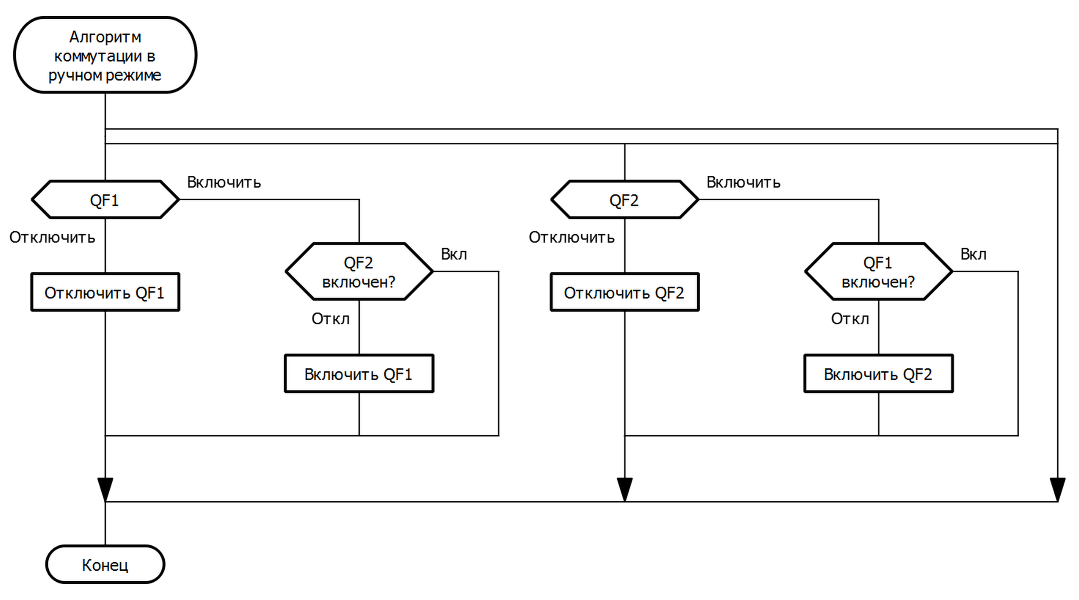 Алгоритм
коммутации в
ручном режиме
QF1
Включить
Отключить
Отключить QF1
QF2
включен?
Вкл
Откл
Включить QF1
QF2
Включить
Отключить
Отключить QF2
QF1
включен?
Вкл
Откл
Включить QF2
Конец